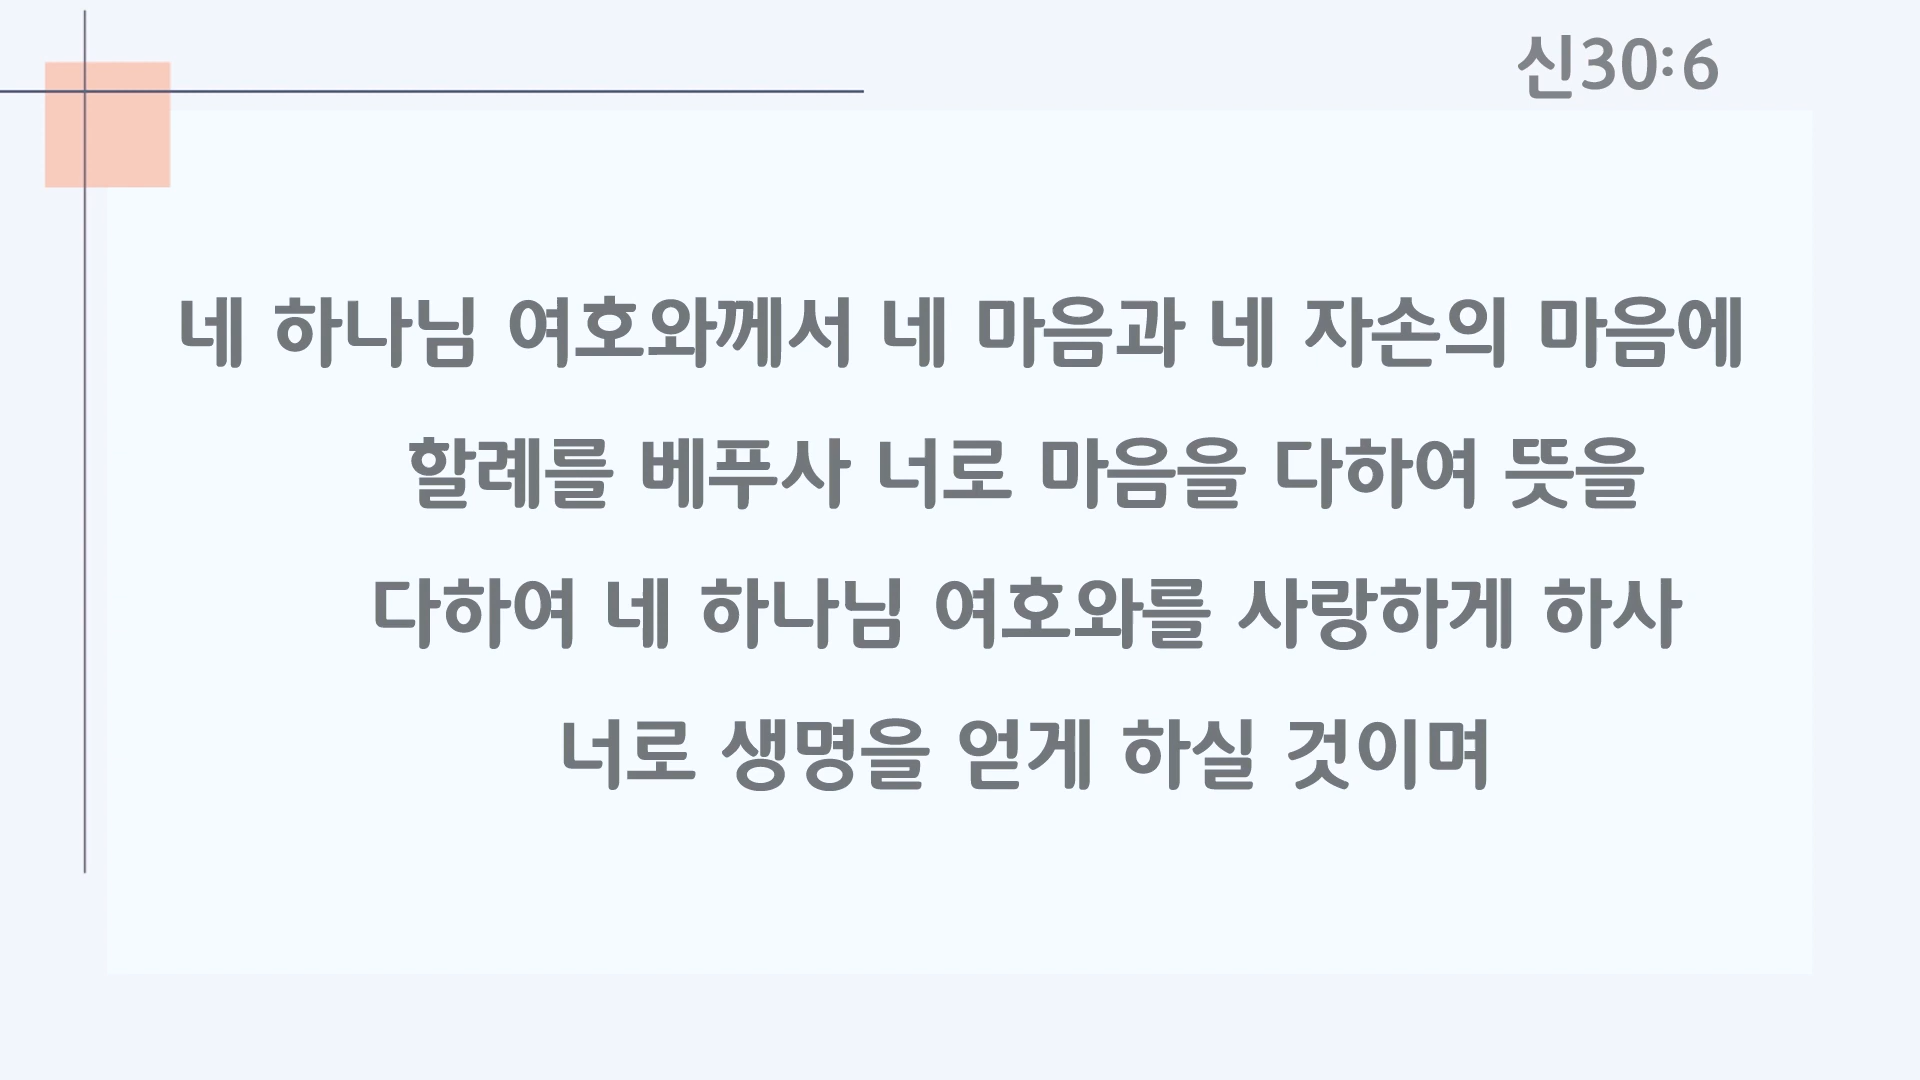 신30:6
네 하나님 여호와께서 네 마음과 네 자손의 마음에
할례를 베푸사 너로 마음을 다하여 뜻을
다하여 네 하나님 여호와를 사랑하게 하사
너로 생명을 얻게 하실 것이며